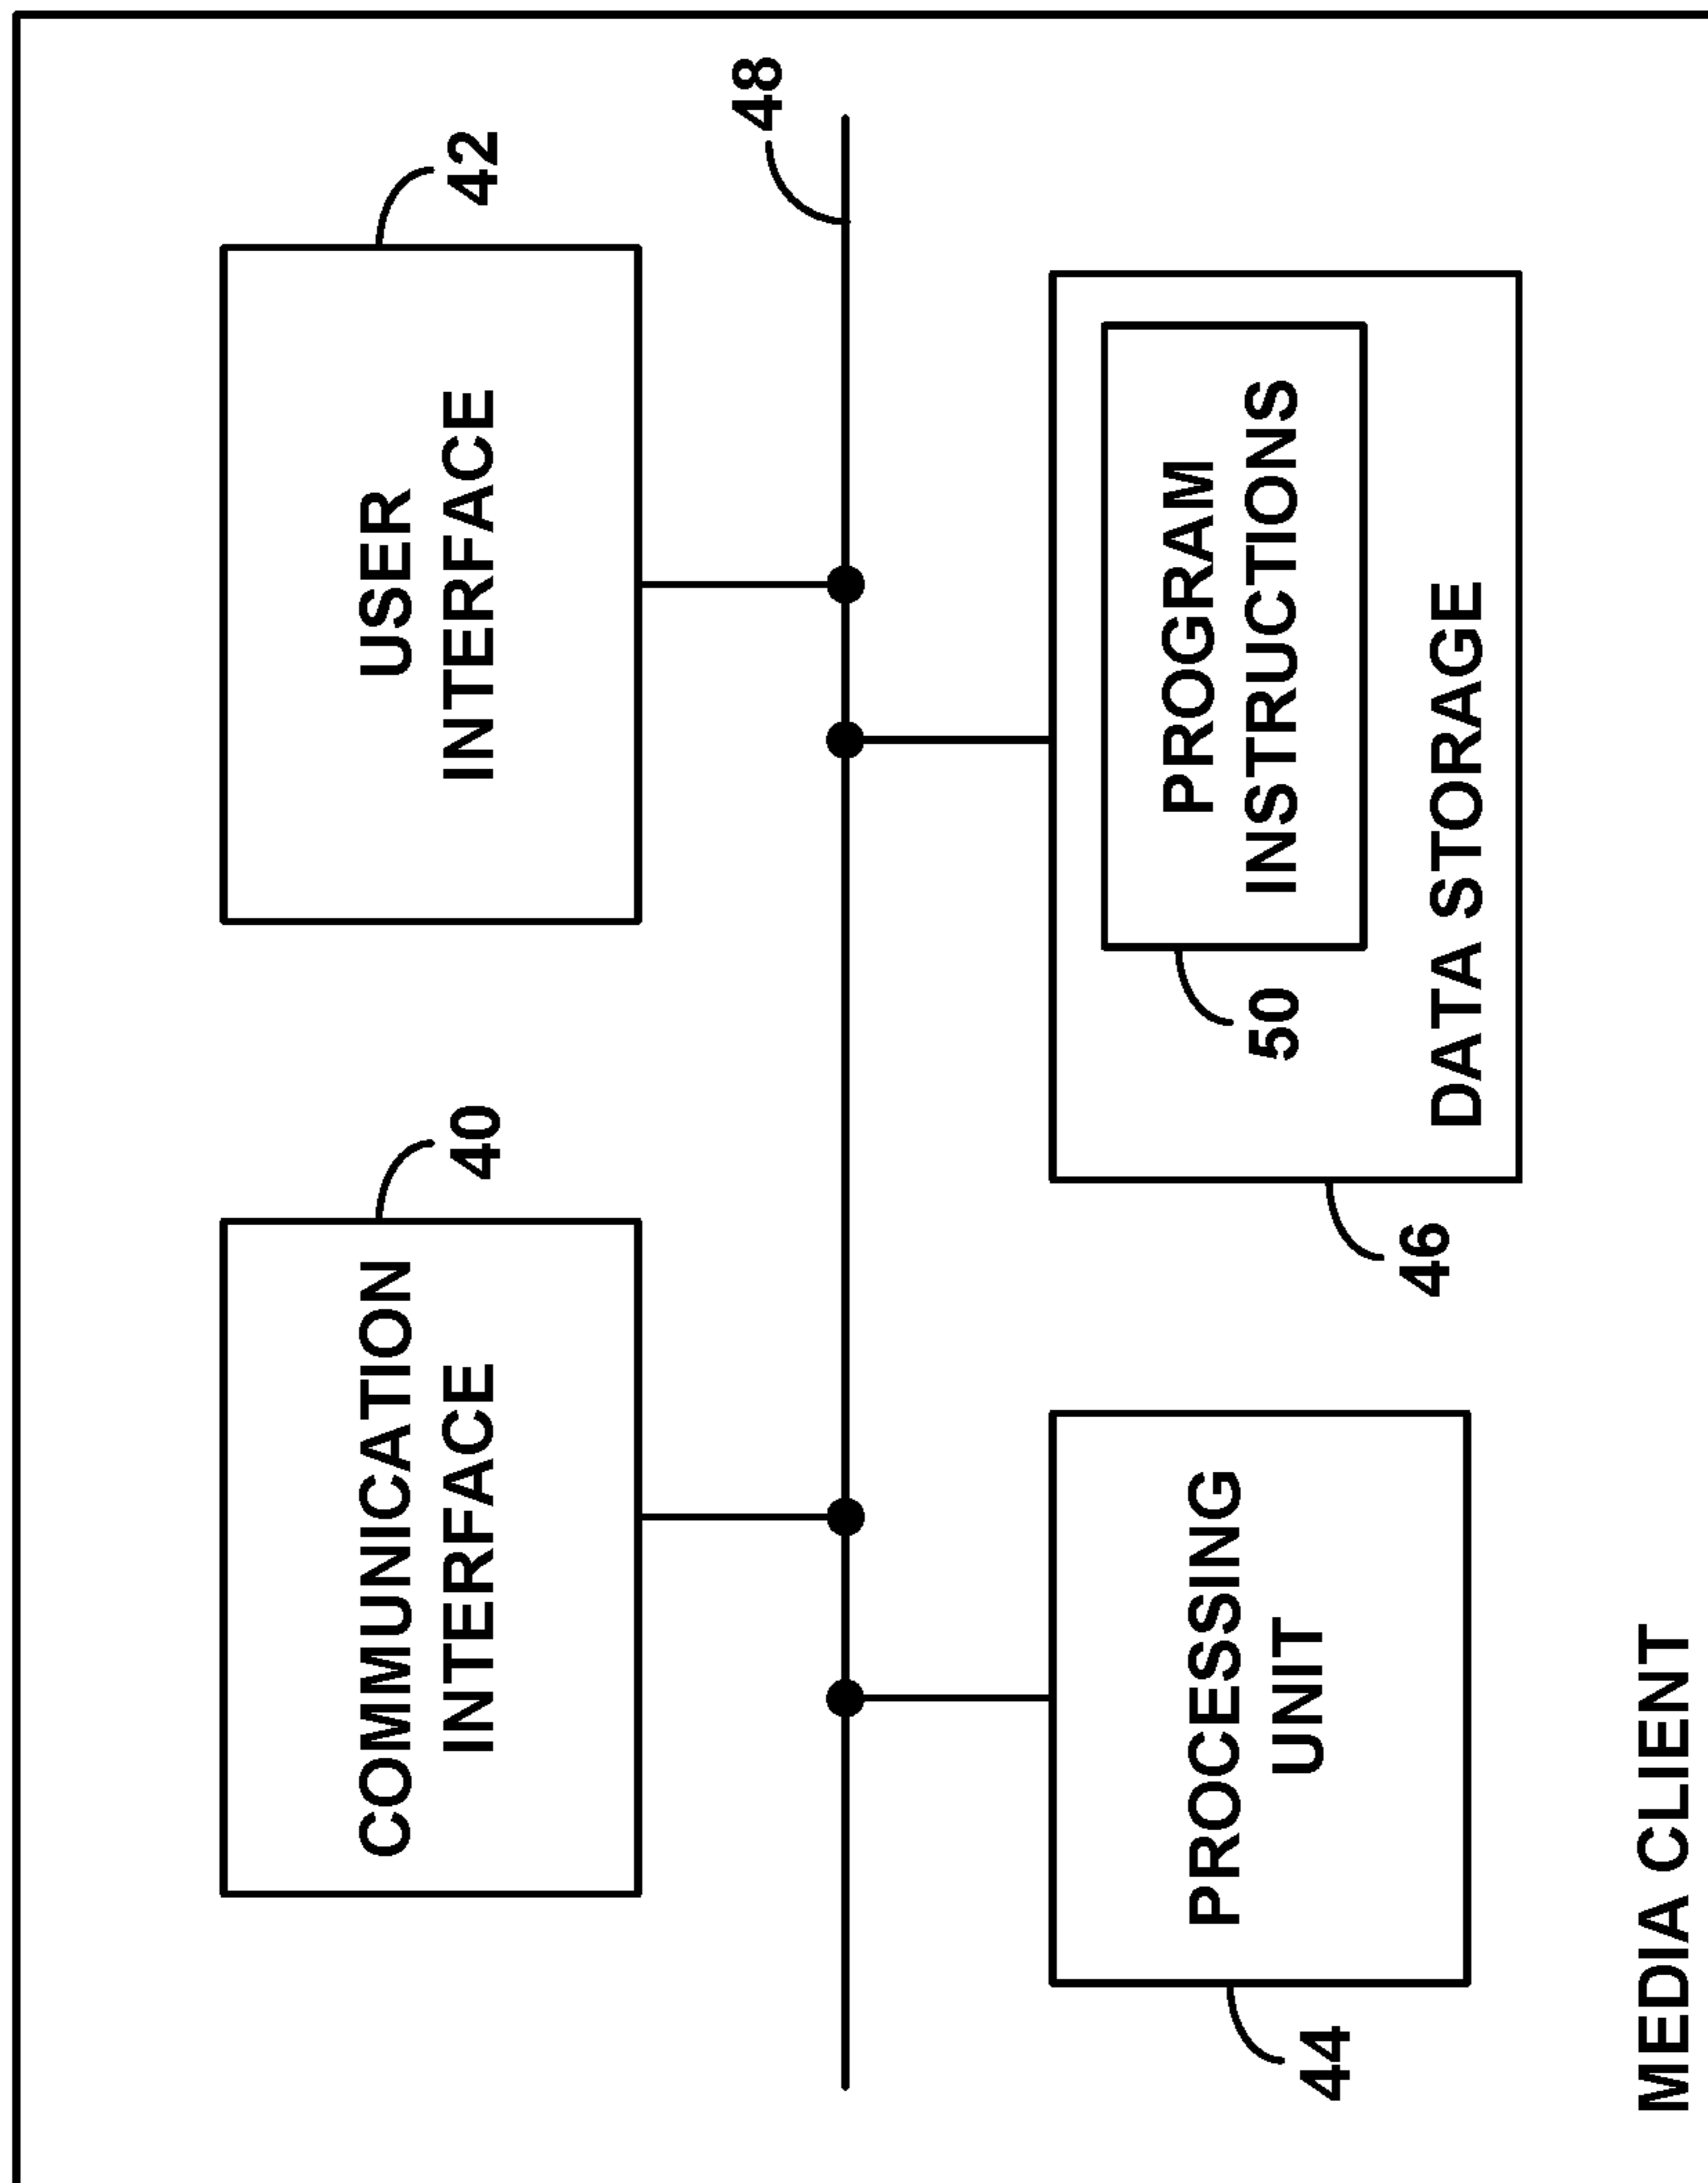 COMMUNICATION
INTERFACE
40
USER
INTERFACE
42
48
PROCESSING
UNIT
44
PROGRAM
INSTRUCTIONS
50
DATA STORAGE
46
MEDIA CLIENT